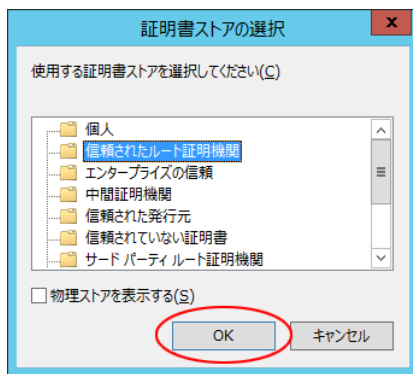 証明書ストアの選択
x
使用する証明書ストアを選択してください(C)
個人
信頼されたルート証明機関
エンタープライズの信頼
中間証明機関
信頼された発行元
信頼されていない証明書
サード パーティ ルート証明機関
物理ストアを表示する(S)
OK
キャンセル